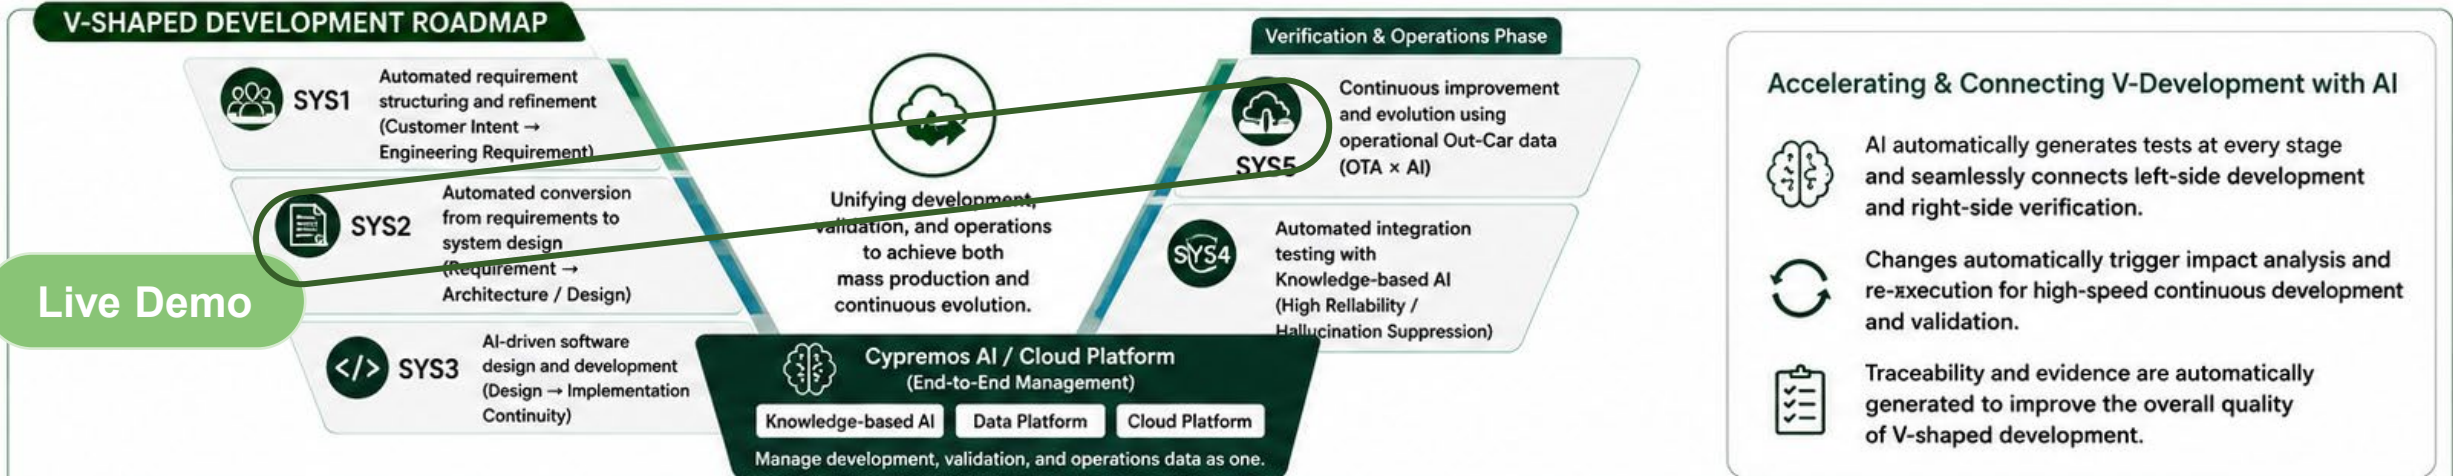 V-SHAPED DEVELOPMENT ROADMAP
SYS1
Automated requirement
structuring and refinement
(Customer Intent →
Engineering Requirement)
SYS2
Automated conversion
from requirements to
system design
(Requirement →
Architecture / Design)
Live Demo
</> SYS3
AI-driven software
design and development
(Design → Implementation
Continuity)
Unifying development,
validation, and operations
to achieve both
mass production and
continuous evolution.
Verification & Operations Phase
SYS5
Continuous improvement
and evolution using
operational Out-Car data
(OTA × AI)
SYS4
Automated integration
testing with
Knowledge-based AI
(High Rellability /
Hallucination Suppression)
Cypremos AI / Cloud Platform
(End-to-End Management)
Knowledge-based AI
Data Platform
Cloud Platform
Manage development, validation, and operations data as one.
Accelerating & Connecting V-Development with AI
AI automatically generates tests at every stage
and seamlessly connects left-side development
and right-side verification.
Changes automatically trigger impact analysis and
re-xxecution for high-speed continuous development
and validation.
Traceability and evidence are automatically
generated to improve the overall quality
of V-shaped development.